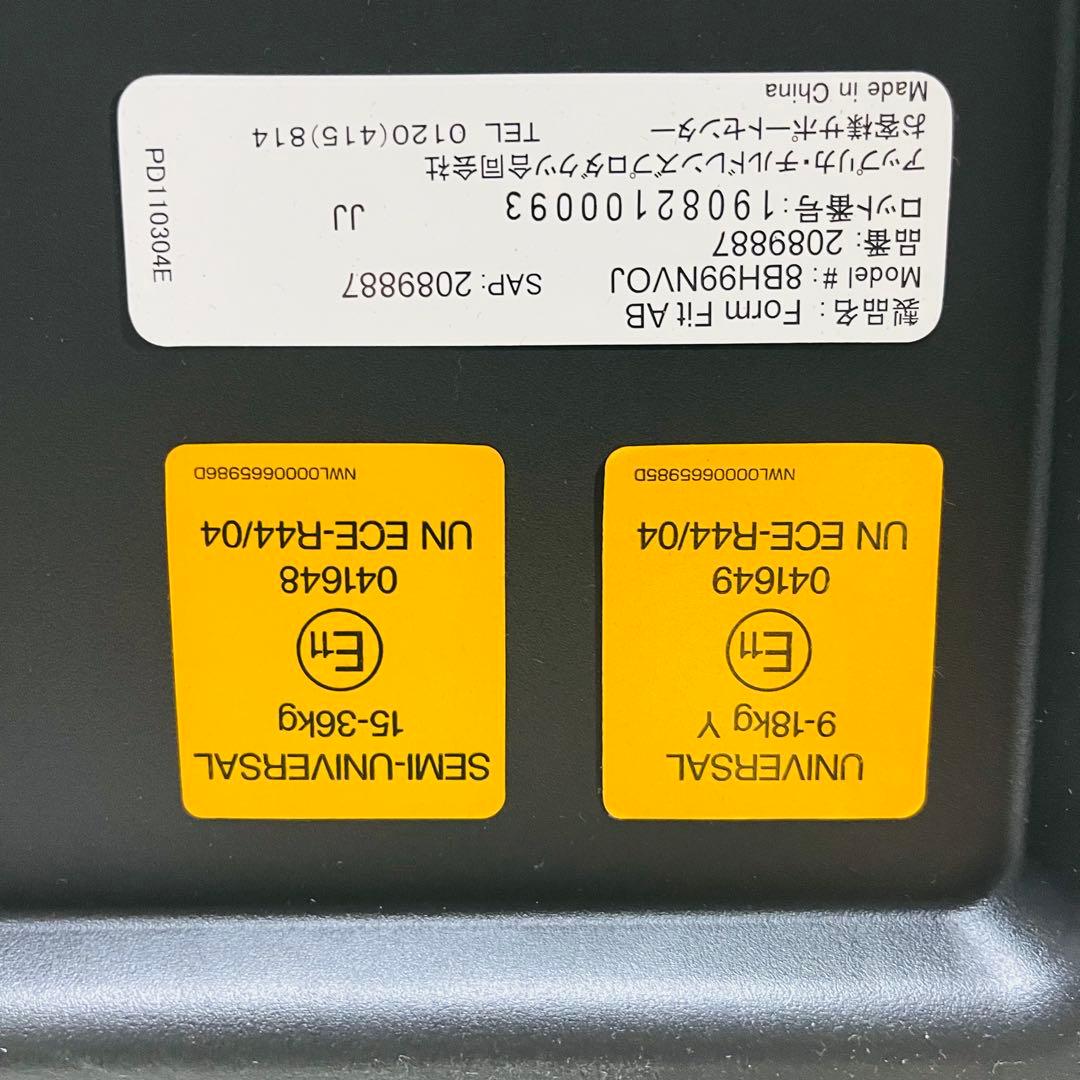 製品名: Form Fit AB
Model #: 8BH99NVOJ SAP: 2089887
品番: 2089887
ロット番号: 19082100093 JJ
アップリカ・チルドレンズプロダクツ合同会社
お客様サポートセンター TEL 0120(415)814
Made in China
PD110304E
UNIVERSAL
9-18kg Y
E11
041649
UN ECE-R44/04
NWL0000665985D
SEMI-UNIVERSAL
15-36kg
E11
041648
UN ECE-R44/04
NWL0000665986D